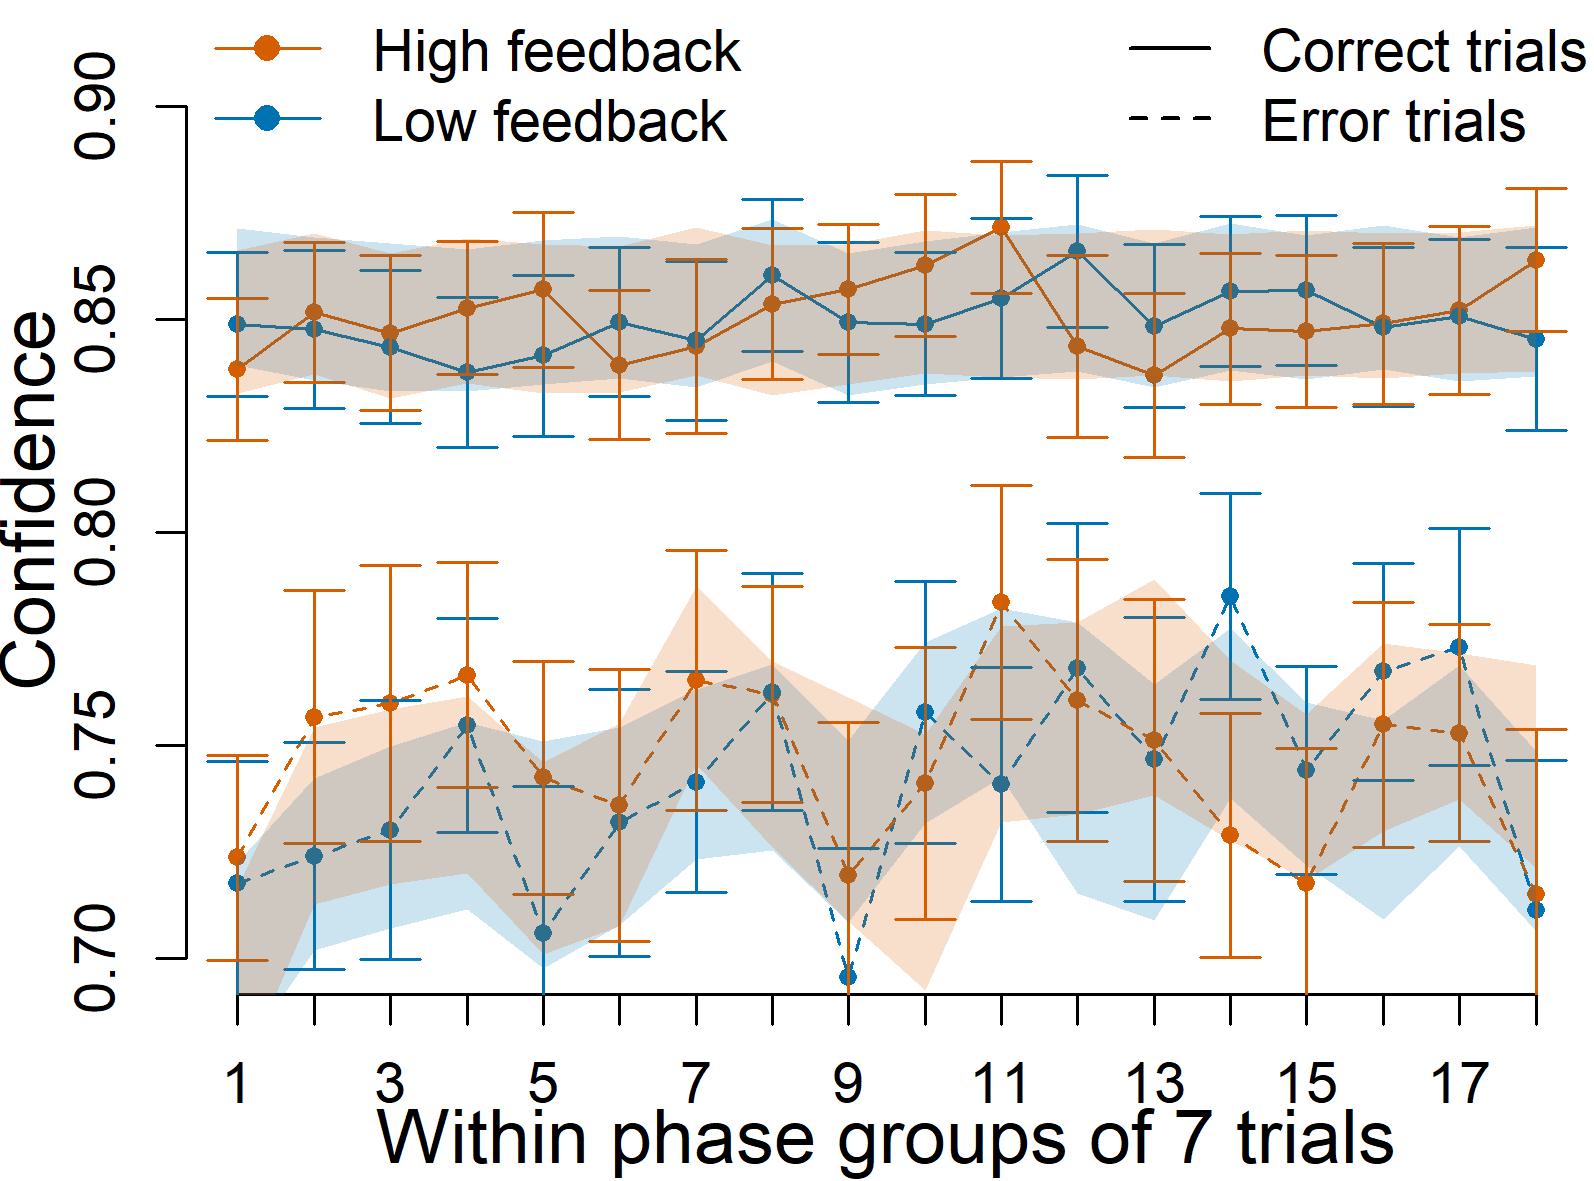 High feedback
Low feedback
Correct trials
Error trials
Confidence
0.90
0.85
0.80
0.75
0.70
1 3 5 7 9 11 13 15 17
Within phase groups of 7 trials